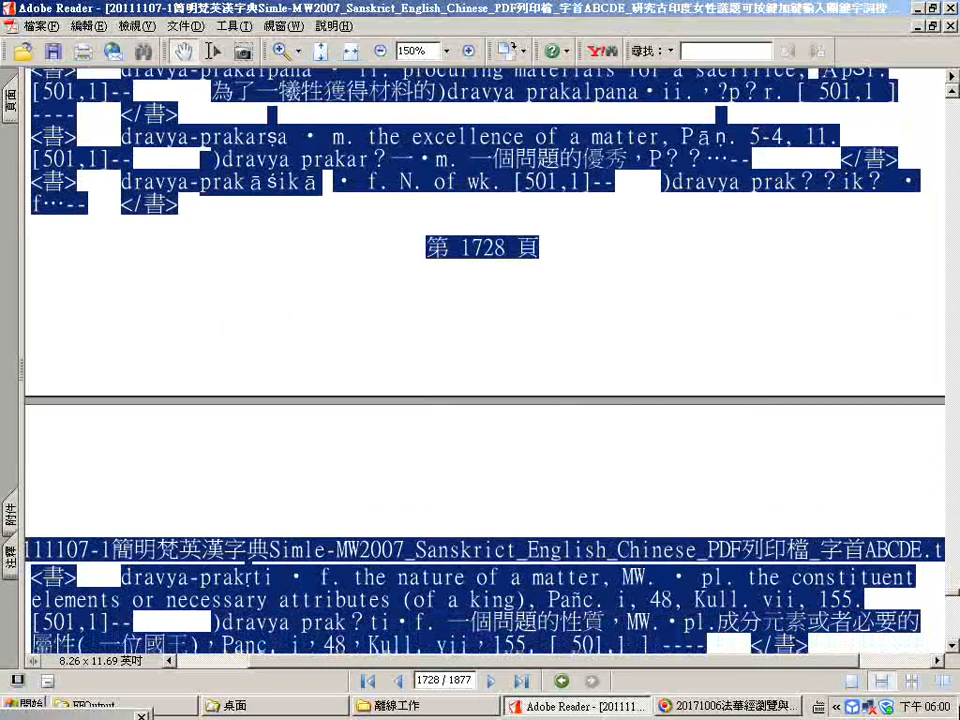 Adobe Reader - [20111107-1簡明梵英漢字典Simle-MW2007_Sanskrict_English_Chinese_PDF列印檔_字首ABCDE_研究古印度女性議題可按鍵加鍵輸入關鍵字詞搜
檔案(F) 編輯(E) 檢視(V) 文件(D) 工具(T) 視窗(W) 說明(H)
150% 尋找：
頁面
<書> dravya-prakalpana · n. procuring materials for a sacrifice, ĀpŚr.
[501,1]-- 為了一犧牲獲得材料的)dravya prakalpana·ii.，?p？r. [ 501,1 ]
---- </書>
<書> dravya-prakarṣa · m. the excellence of a matter, Pāṇ. 5-4, 11.
[501,1]-- )dravya prakar？一·m. 一個問題的優秀，P？？…-- </書>
<書> dravya-prakāśikā · f. N. of wk. [501,1]-- )dravya prak？？ik？ ·
f…-- </書>
第 1728 頁
附件
注釋
111107-1簡明梵英漢字典Simle-MW2007_Sanskrict_English_Chinese_PDF列印檔_字首ABCDE.t
<書> dravya-prakṛti · f. the nature of a matter, MW. · pl. the constituent
elements or necessary attributes (of a king), Pañc. i, 48, Kull. vii, 155.
[501,1]-- )dravya prak？ti·f. 一個問題的性質，MW.·pl.成分元素或者必要的
屬性( 一位國王)，Panc. i，48，Kull. vii，155. [ 501,1 ] ---- </書>
8.26 x 11.69 英吋
1728 / 1877
開始 FFOutput 桌面 離線工作 Adobe Reader - [2011... 20171006法華經瀏覽與... 下午 06:00